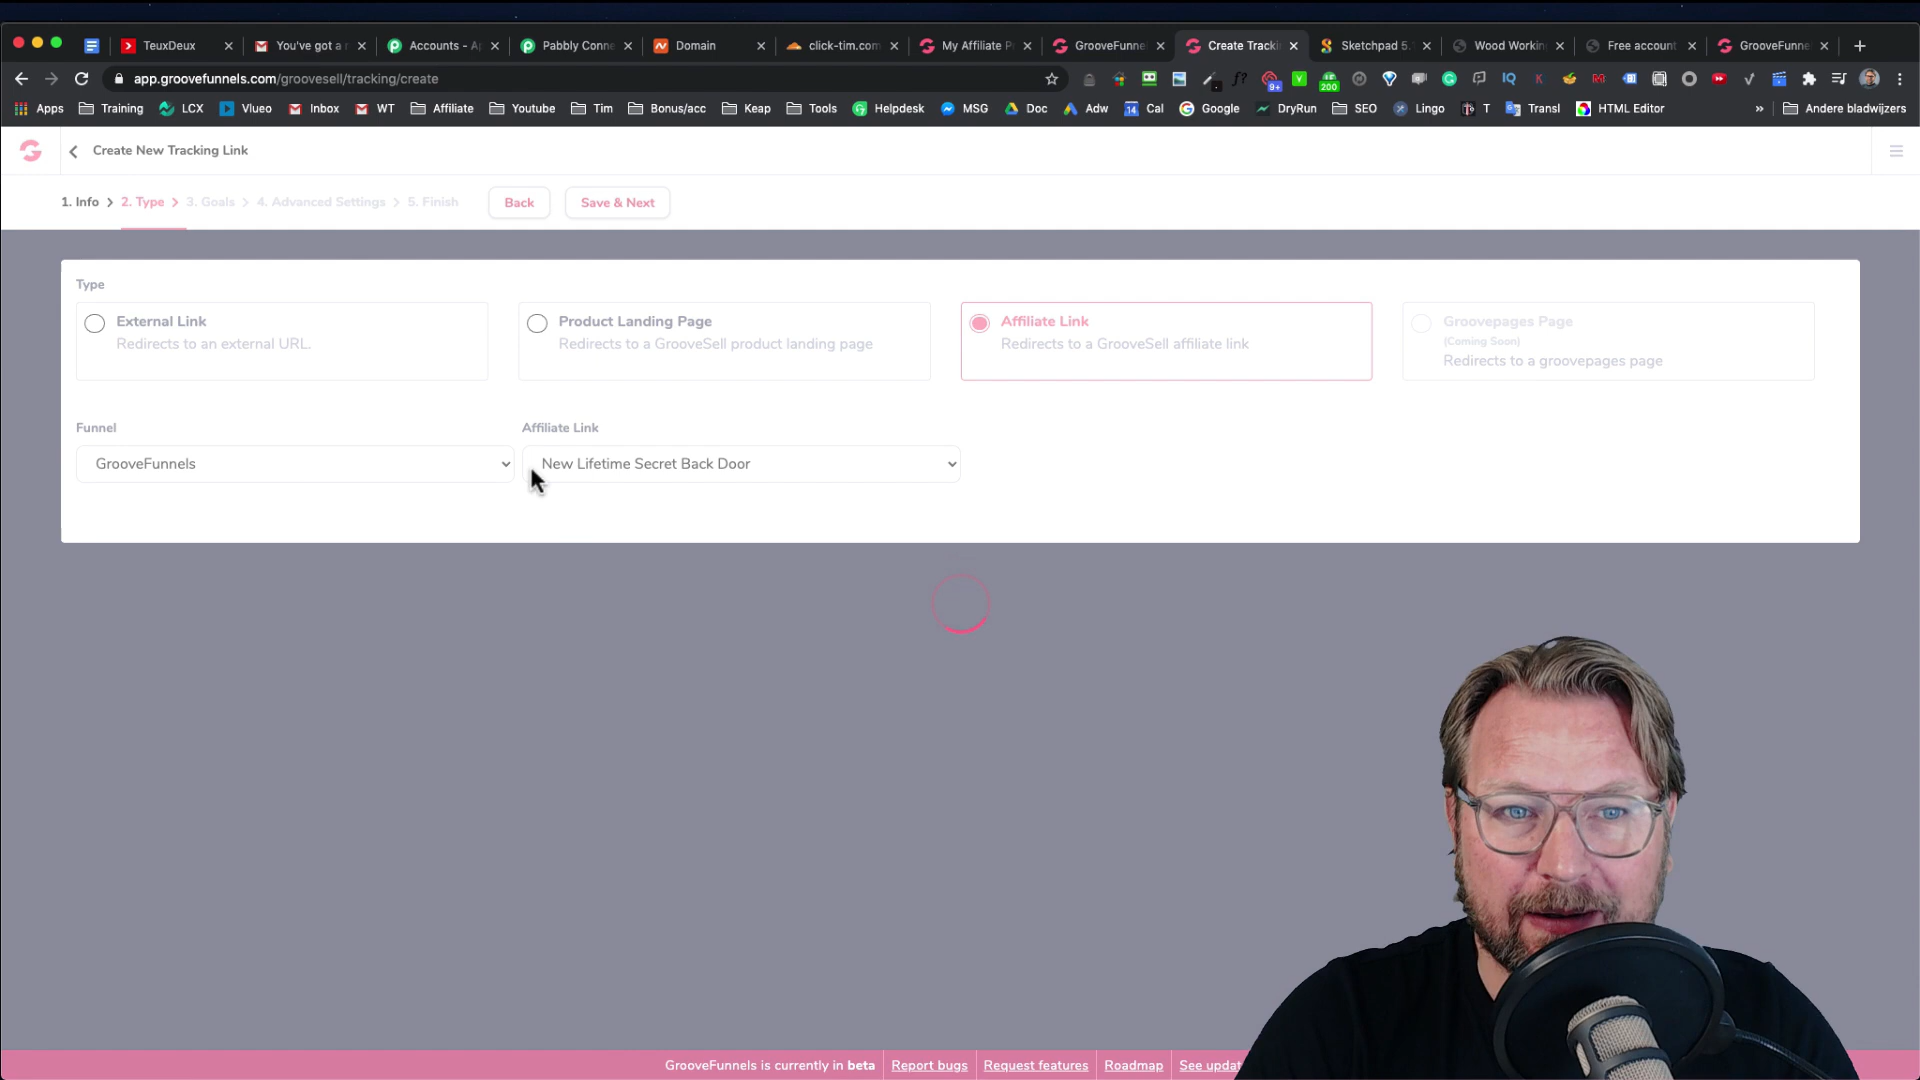 TeuxDeux
You've got a
Accounts - A
Pabbly Conne
Domain
click-tim.com
My Affiliate P
GrooveFunne
Create Tracki
Sketchpad 5.
Wood Workin
Free account
GrooveFunne
app.groovefunnels.com/groovesell/tracking/create
9+
200
Apps
Training
LCX
Vlueo
Inbox
WT
Affiliate
Youtube
Tim
Bonus/acc
Keap
Tools
Helpdesk
MSG
Doc
Adw
Cal
Google
DryRun
SEO
Lingo
T
Transl
HTML Editor
»
Andere bladwijzers
Create New Tracking Link
1. Info > 2. Type > 3. Goals > 4. Advanced Settings > 5. Finish
Back
Save & Next
Type
External Link
Redirects to an external URL.
Product Landing Page
Redirects to a GrooveSell product landing page
Affiliate Link
Redirects to a GrooveSell affiliate link
Groovepages Page
(Coming Soon)
Redirects to a groovepages page
Funnel
GrooveFunnels
Affiliate Link
New Lifetime Secret Back Door
GrooveFunnels is currently in beta
Report bugs
Request features
Roadmap
See updat